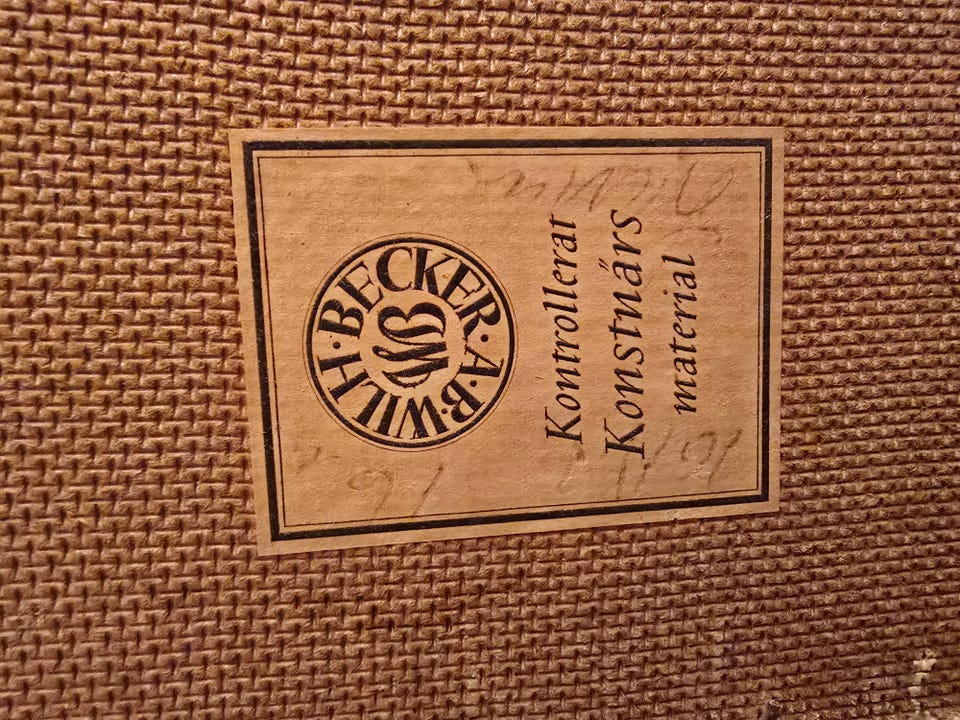 A·B·WILH·BECKER·
WB
Kontrollerat
Konstnärs
material